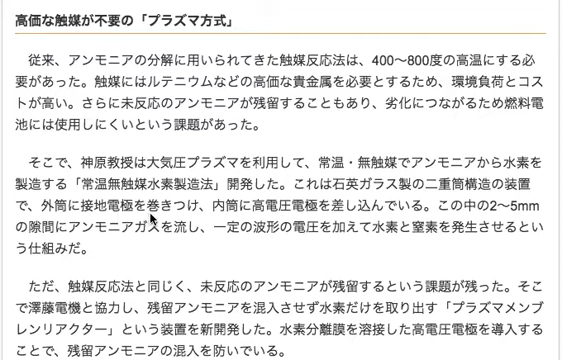 高価な触媒が不要の「プラズマ方式」
従来、アンモニアの分解に用いられてきた触媒反応法は、400〜800度の高温にする必
要があった。触媒にはルテニウムなどの高価な貴金属を必要とするため、環境負荷とコス
トが高い。さらに未反応のアンモニアが残留することもあり、劣化につながるため燃料電
池には使用しにくいという課題があった。
そこで、神原教授は大気圧プラズマを利用して、常温・無触媒でアンモニアから水素を
製造する「常温無触媒水素製造法」開発した。これは石英ガラス製の二重筒構造の装置
で、外筒に接地電極を巻きつけ、内筒に高電圧電極を差し込んでいる。この中の2〜5mm
の隙間にアンモニアガスを流し、一定の波形の電圧を加えて水素と窒素を発生させるとい
う仕組みだ。
ただ、触媒反応法と同じく、未反応のアンモニアが残留するという課題が残った。そこ
で澤藤電機と協力し、残留アンモニアを混入させず水素だけを取り出す「プラズマメンブ
レンリアクター」という装置を新開発した。水素分離膜を溶接した高電圧電極を導入する
ことで、残留アンモニアの混入を防いでいる。